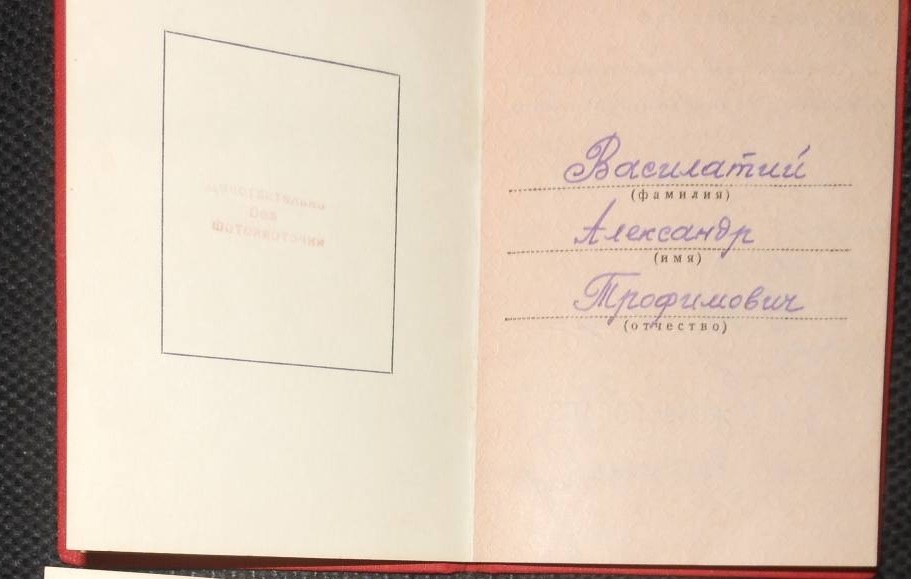 Василатий
(фамилия)
Александр
(имя)
Трофимович
(отчество)